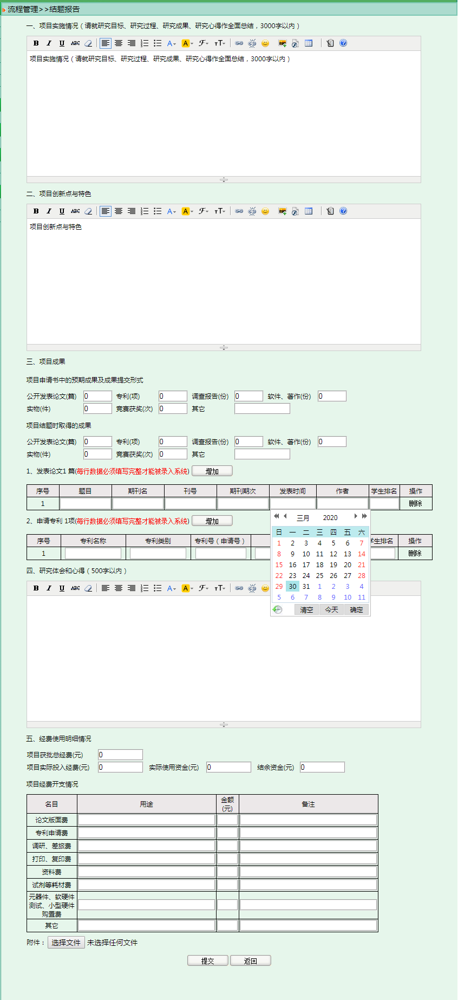 流程管理>>结题报告
一、项目实施情况（请就研究目标、研究过程、研究成果、研究心得作全面总结，3000字以内）
B I U ABC A A ℱ тT
项目实施情况（请就研究目标、研究过程、研究成果、研究心得作全面总结，3000字以内）
二、项目创新点与特色
B I U ABC A A ℱ тT
项目创新点与特色
三、项目成果
项目申请书中的预期成果及成果提交形式
公开发表论文(篇) 0 专利(项) 0 调查报告(份) 0 软件、著作(份) 0
实物(件) 0 竞赛获奖(次) 0 其它
项目结题时取得的成果
公开发表论文(篇) 0 专利(项) 0 调查报告(份) 0 软件、著作(份) 0
实物(件) 0 竞赛获奖(次) 0 其它
1、发表论文1 篇(每行数据必须填写完整才能被录入系统) 增加
序号 题目 期刊名 刊号 期刊期次 发表时间 作者 学生排名 操作
1 删除
2、申请专利 1项(每行数据必须填写完整才能被录入系统) 增加
序号 专利名称 专利类别 专利号（申请号） 学生排名 操作
1 删除
三月 2020
日 一 二 三 四 五 六
1 2 3 4 5 6 7
8 9 10 11 12 13 14
15 16 17 18 19 20 21
22 23 24 25 26 27 28
29 30 31 1 2 3 4
5 6 7 8 9 10 11
清空 今天 确定
四、研究体会和心得（500字以内）
B I U ABC A A ℱ тT
五、经费使用明细情况
项目获批总经费(元) 0
项目实际投入经费(元) 0 实际使用资金(元) 0 结余资金(元) 0
项目经费开支情况
名目 用途 金额(元) 备注
论文版面费
专利申请费
调研、差旅费
打印、复印费
资料费
试剂等耗材费
元器件、软硬件
测试、小型硬件
购置费
其它
附件： 选择文件 未选择任何文件
提交 返回